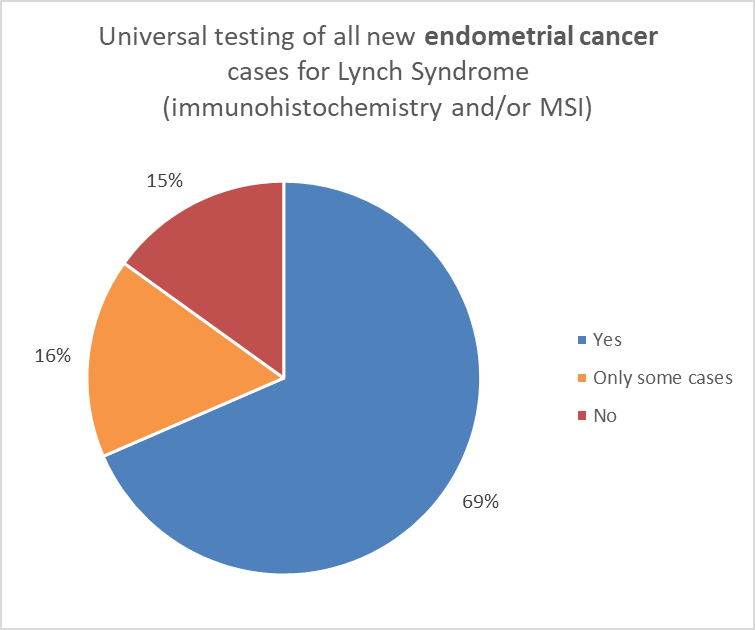 Universal testing of all new endometrial cancer
cases for Lynch Syndrome
(immunohistochemistry and/or MSI)
15%
16%
69%
Yes
Only some cases
No